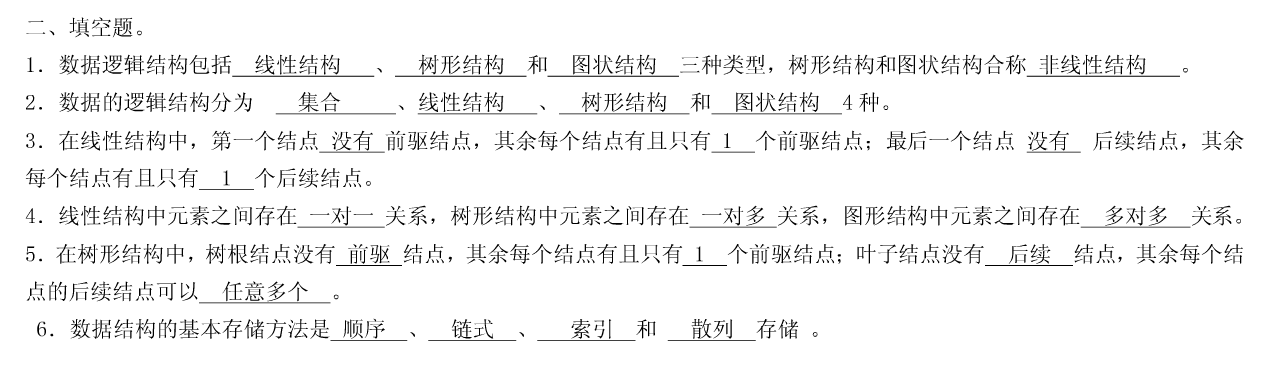 二、填空题。
1．数据逻辑结构包括 线性结构 、 树形结构 和 图状结构 三种类型，树形结构和图状结构合称 非线性结构 。
2．数据的逻辑结构分为 集合 、 线性结构 、 树形结构 和 图状结构 4 种。
3．在线性结构中，第一个结点 没有 前驱结点，其余每个结点有且只有 1 个前驱结点；最后一个结点 没有 后续结点，其余
每个结点有且只有 1 个后续结点。
4．线性结构中元素之间存在 一对一 关系，树形结构中元素之间存在 一对多 关系，图形结构中元素之间存在 多对多 关系。
5．在树形结构中，树根结点没有 前驱 结点，其余每个结点有且只有 1 个前驱结点；叶子结点没有 后续 结点，其余每个结
点的后续结点可以 任意多个 。
6．数据结构的基本存储方法是 顺序 、 链式 、 索引 和 散列 存储 。